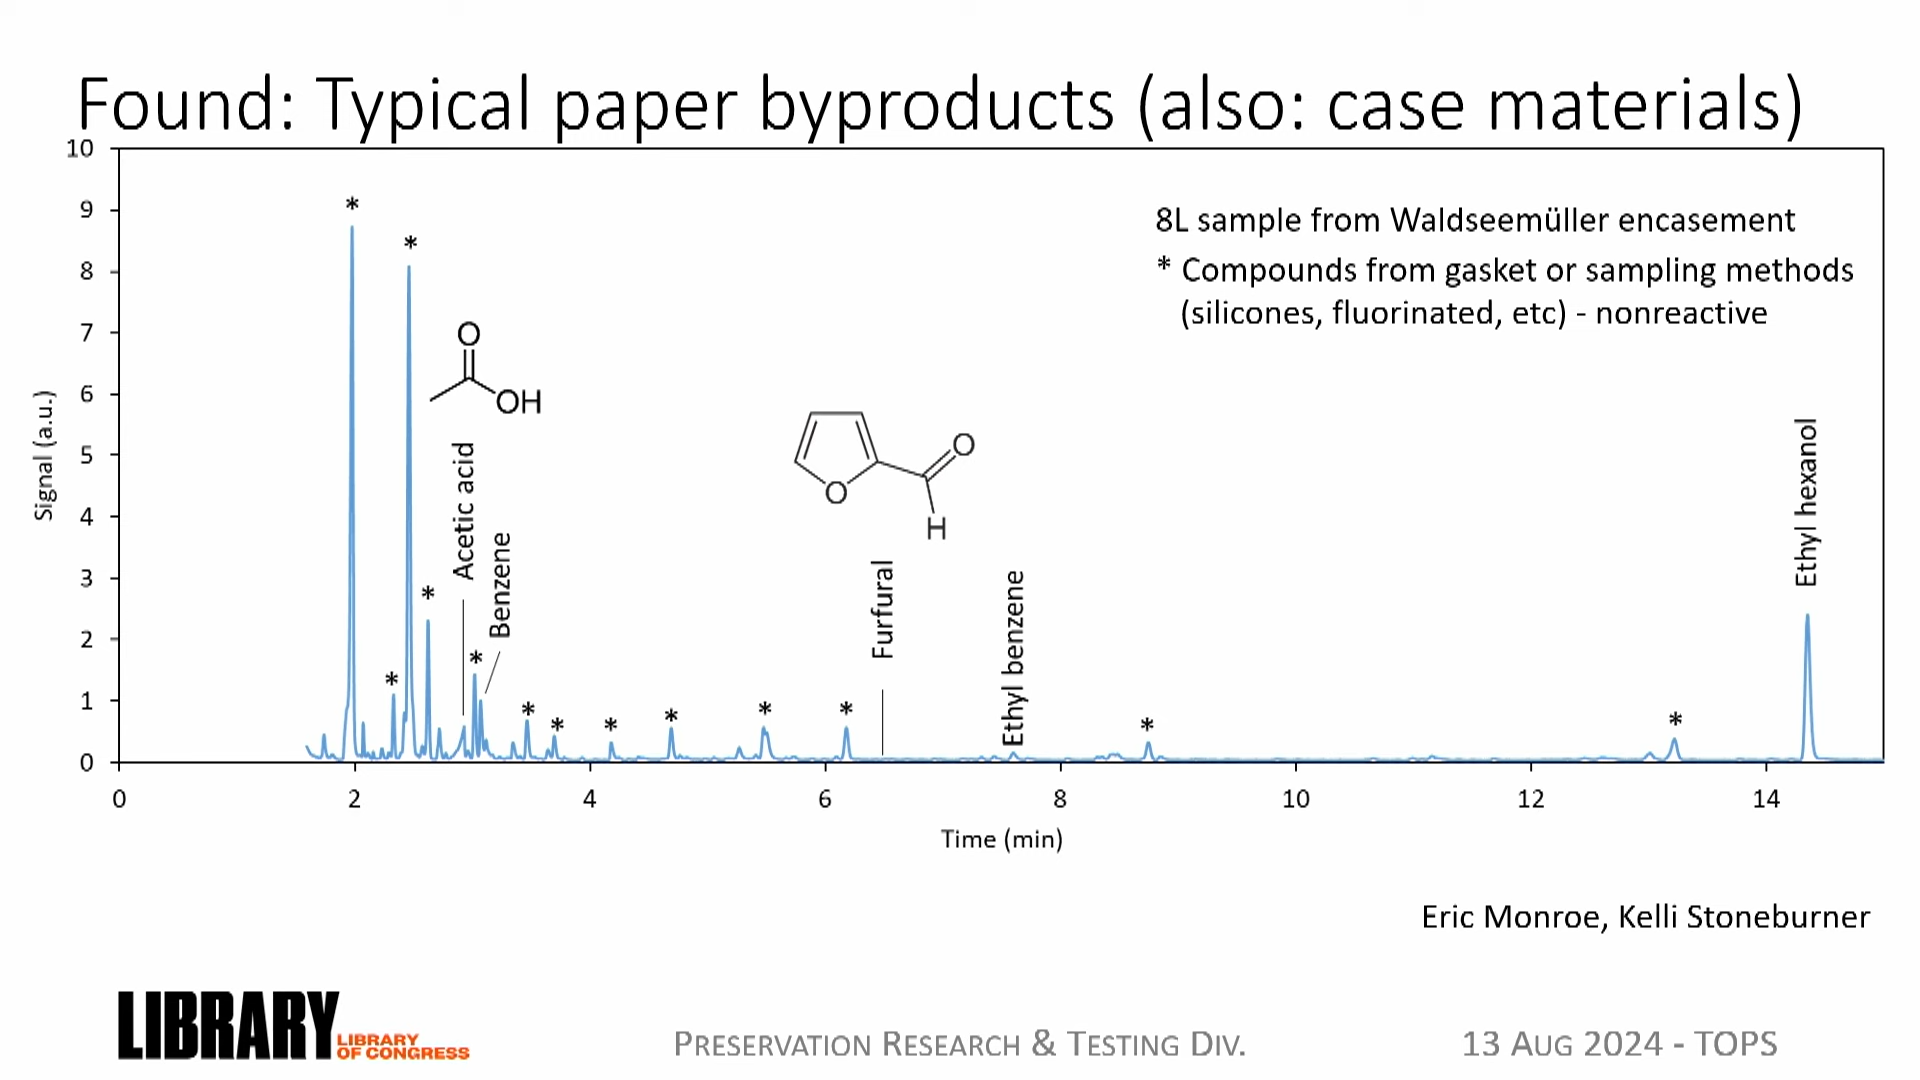 Found: Typical paper byproducts (also: case materials)
10
9
8
7
6
5
4
3
2
1
0
Signal (a.u.)
0 2 4 6 8 10 12 14
Time (min)
8L sample from Waldseemüller encasement
* Compounds from gasket or sampling methods
(silicones, fluorinated, etc) - nonreactive
*
*
*
*
*
*
*
*
*
*
*
*
*
O
OH
Acetic acid
Benzene
O
O
H
Furfural
Ethyl benzene
Ethyl hexanol
Eric Monroe, Kelli Stoneburner
LIBRARY
LIBRARY
OF CONGRESS
PRESERVATION RESEARCH & TESTING DIV.
13 AUG 2024 - TOPS